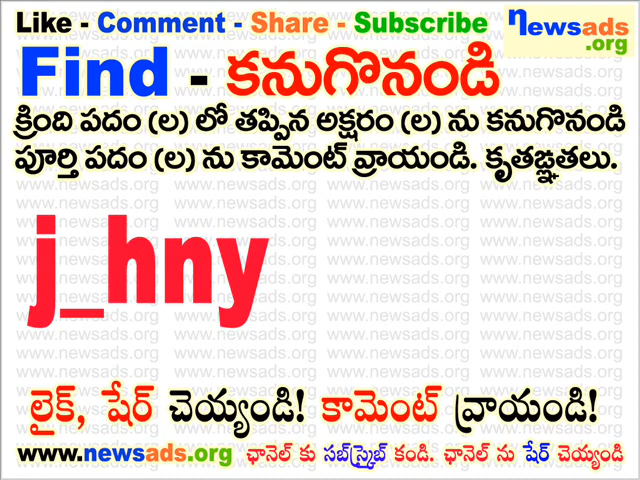 Like - Comment - Share - Subscribe
newsads
.org
Find - కనుగొనండి
క్రింది పదం (ల) లో తప్పిన అక్షరం (ల) ను కనుగొనండి
పూర్తి పదం (ల) ను కామెంట్ వ్రాయండి. కృతజ్ఞతలు.
j_hny
లైక్, షేర్ చెయ్యండి! కామెంట్ వ్రాయండి!
www.newsads.org ఛానెల్ కు సబ్‌స్క్రైబ్ కండి. ఛానెల్ ను షేర్ చెయ్యండి